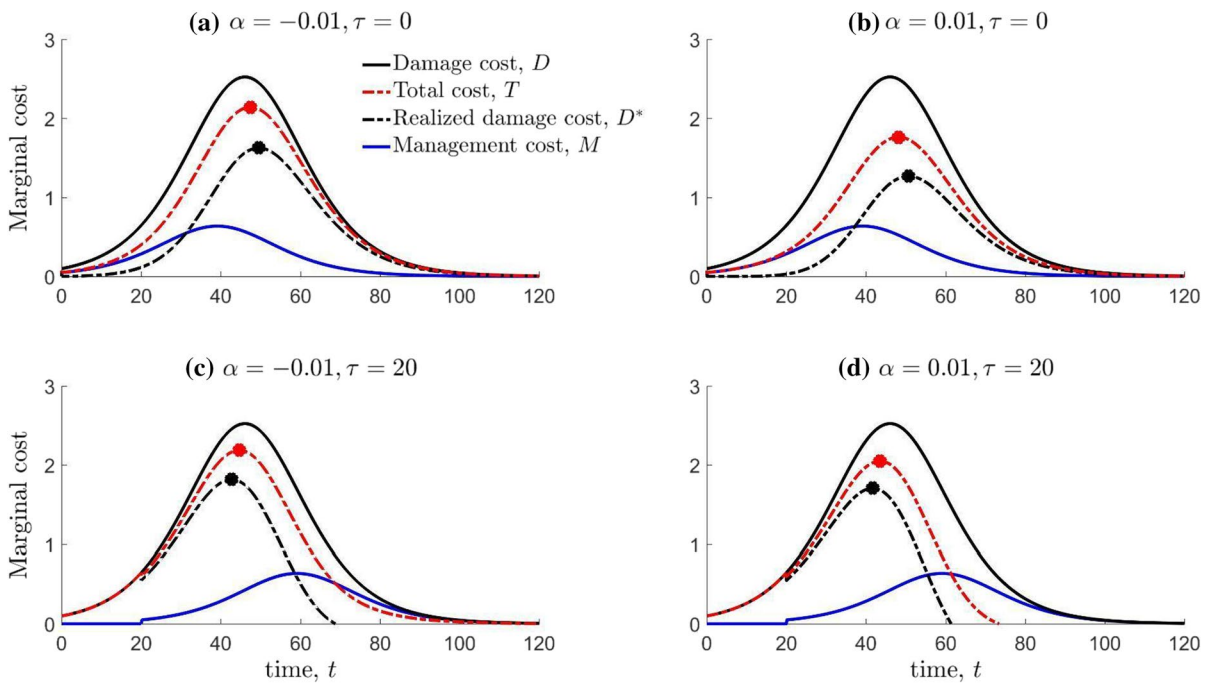 (a) α = −0.01, τ = 0
(b) α = 0.01, τ = 0
Marginal cost
3
2
1
0
0 20 40 60 80 100 120
Damage cost, D
Total cost, T
Realized damage cost, D*
Management cost, M
3
2
1
0
0 20 40 60 80 100 120
(c) α = −0.01, τ = 20
(d) α = 0.01, τ = 20
Marginal cost
3
2
1
0
0 20 40 60 80 100 120
time, t
3
2
1
0
0 20 40 60 80 100 120
time, t